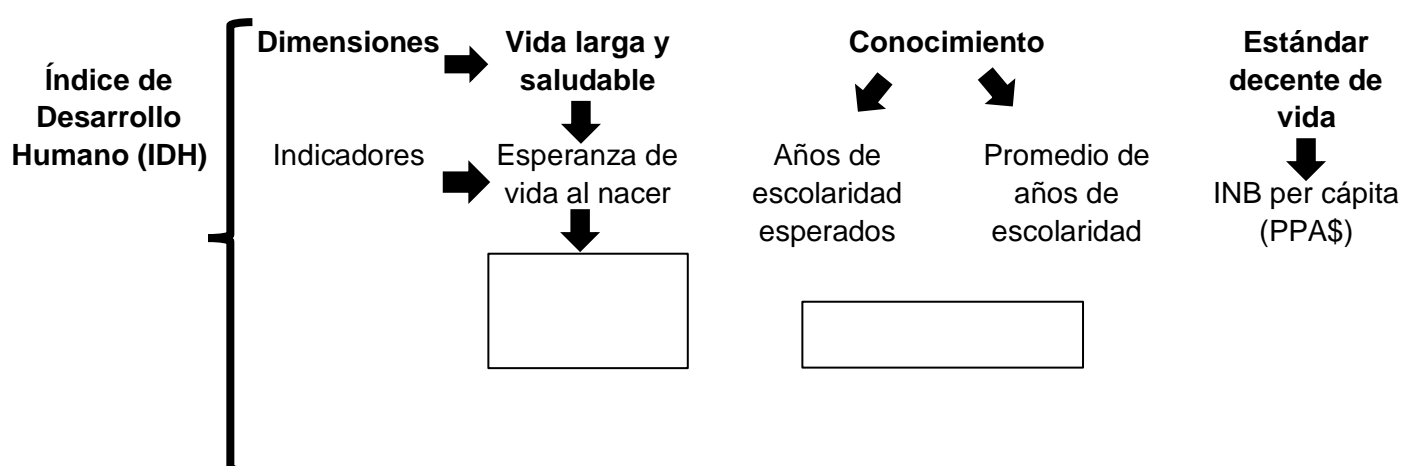 Índice de
Desarrollo
Humano (IDH)
Dimensiones
Vida larga y
saludable
Conocimiento
Estándar
decente de
vida
Indicadores
Esperanza de
vida al nacer
Años de
escolaridad
esperados
Promedio de
años de
escolaridad
INB per cápita
(PPA$)